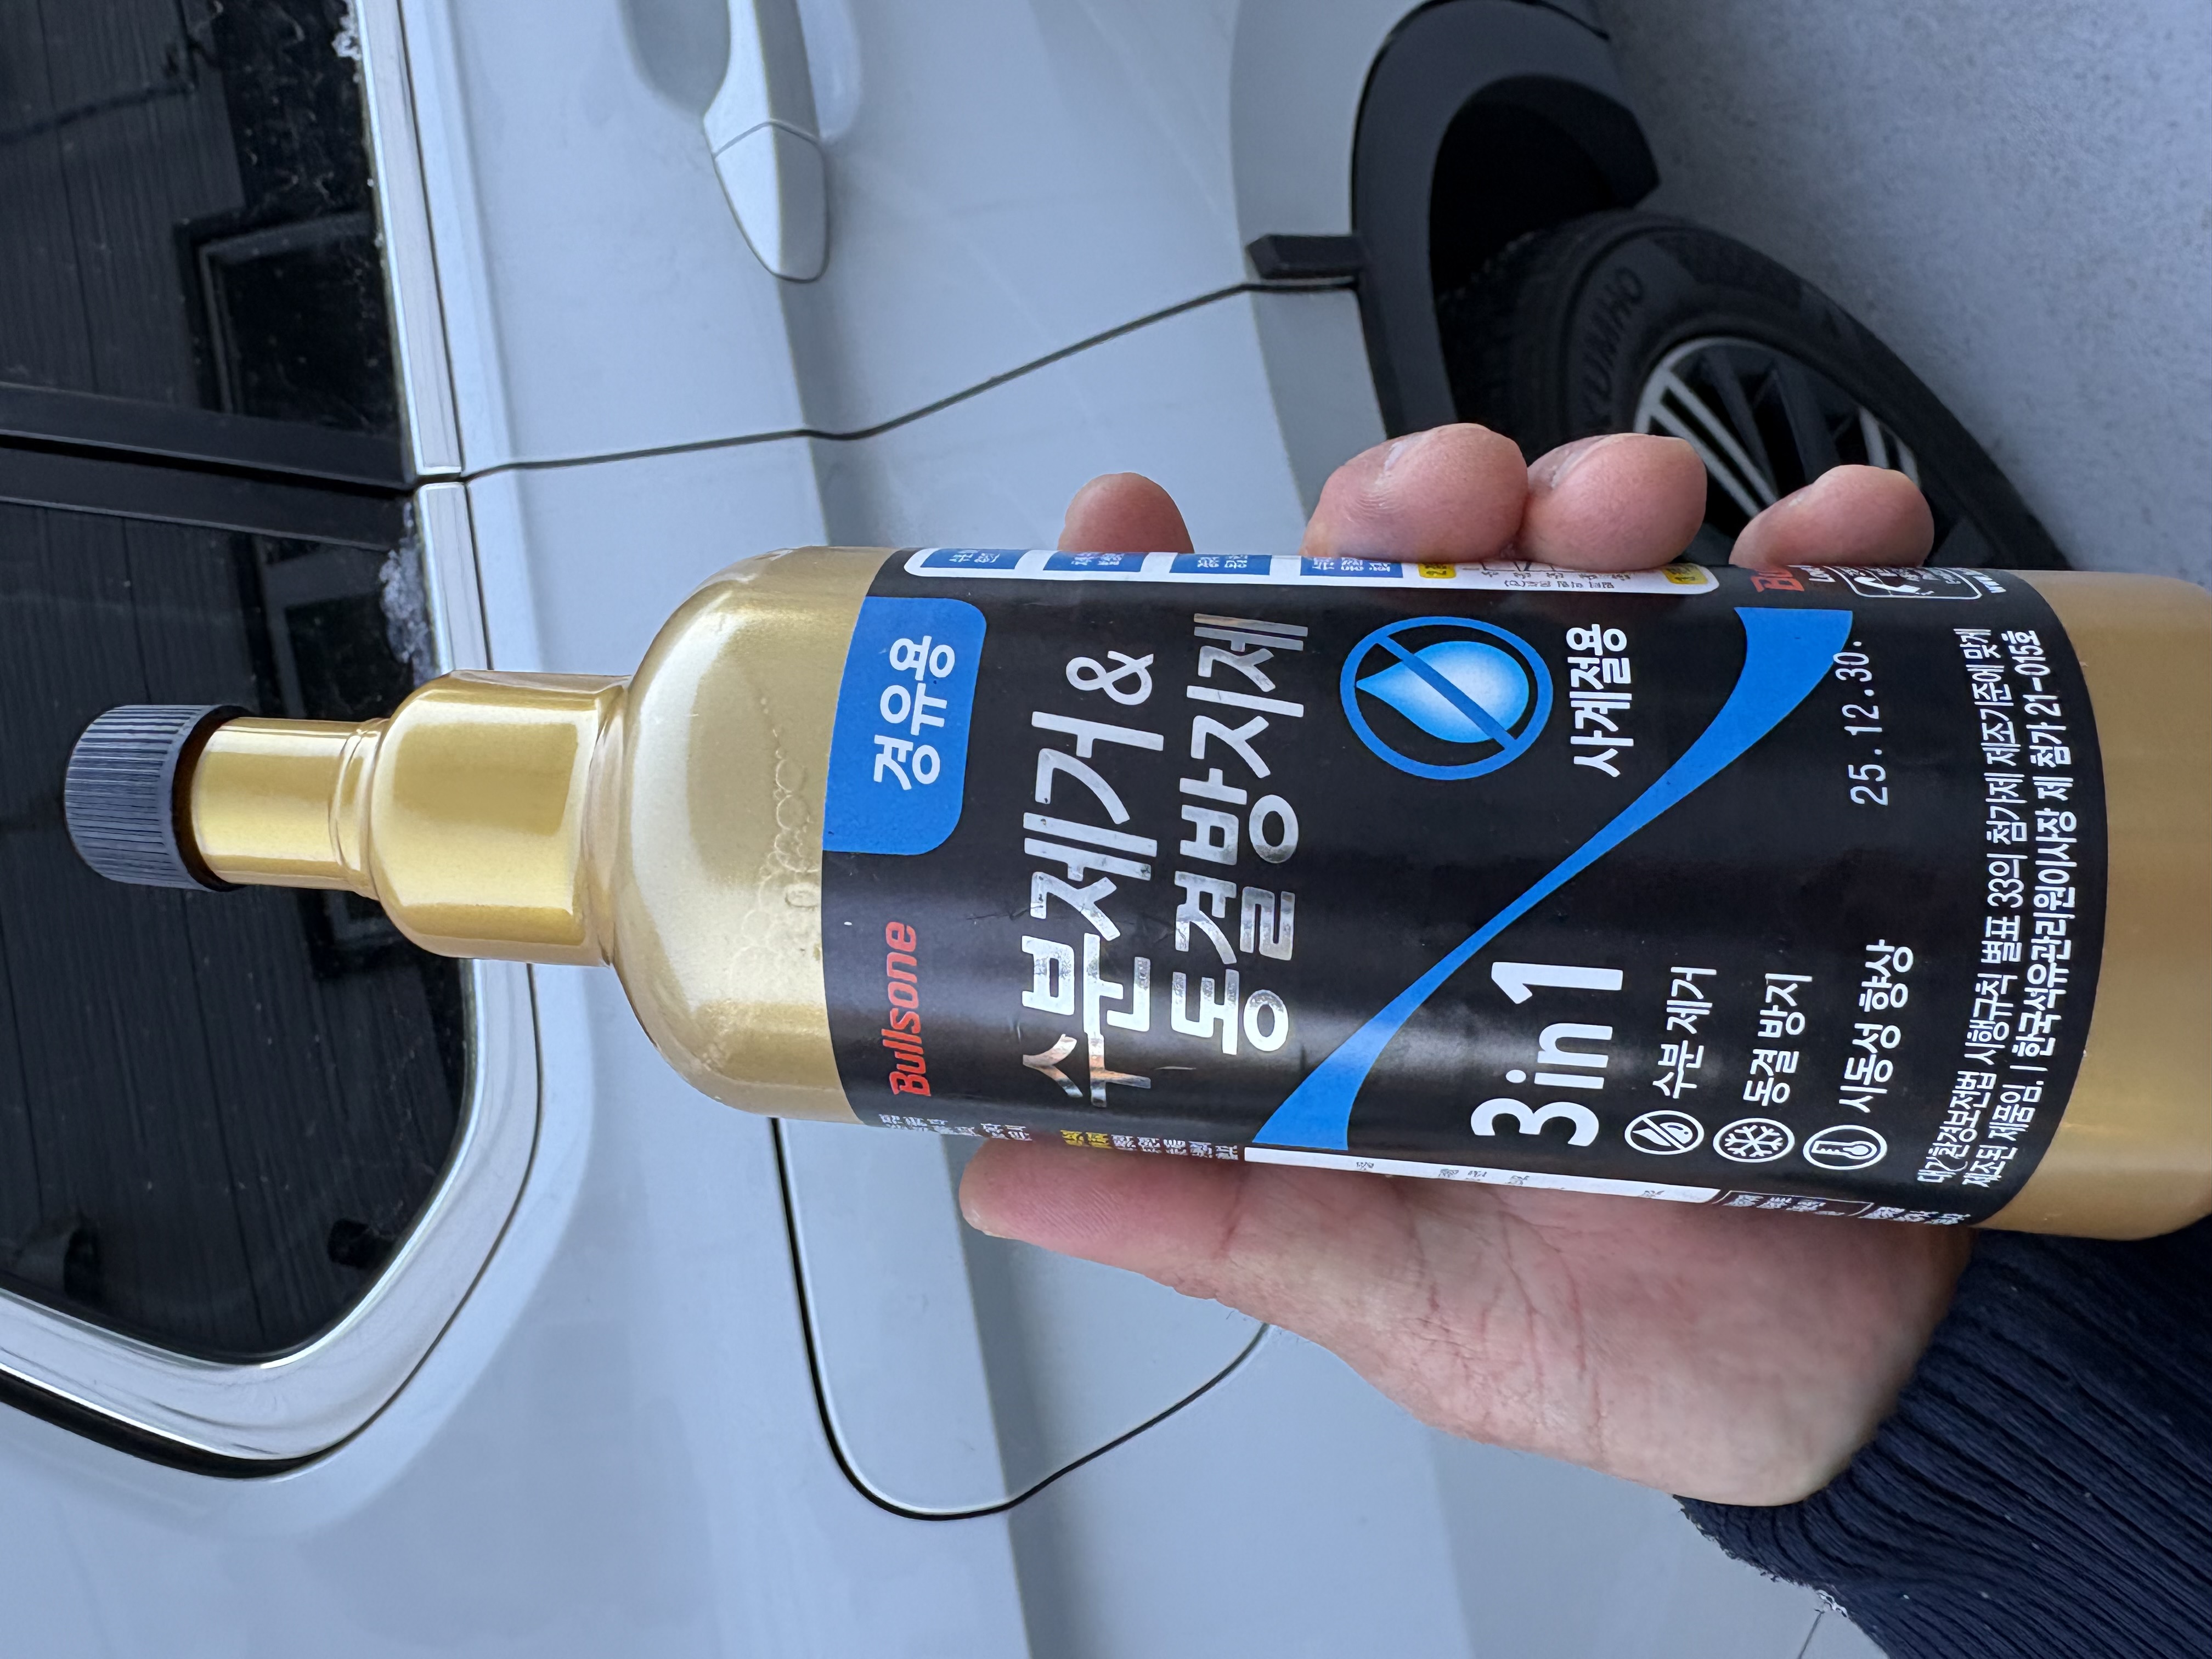 Bullsone
경유용
수분제거 &
동결방지제
사계절용
3in1
수분 제거
동결 방지
시동성 향상
25.12.30.
대기환경보전법 시행규칙 별표 33의 첨가제 제조기준에 맞게
제조된 제품임. | 한국석유관리원이사장 제 첨가 21-015호
KUMHO